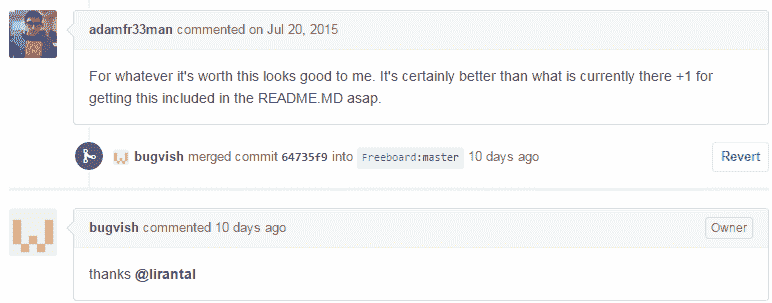 adamfr33man commented on Jul 20, 2015
For whatever it's worth this looks good to me. It's certainly better than what is currently there +1 for
getting this included in the README.MD asap.
bugvish merged commit 64735f9 into Freeboard:master 10 days ago Revert
bugvish commented 10 days ago Owner
thanks @lirantal